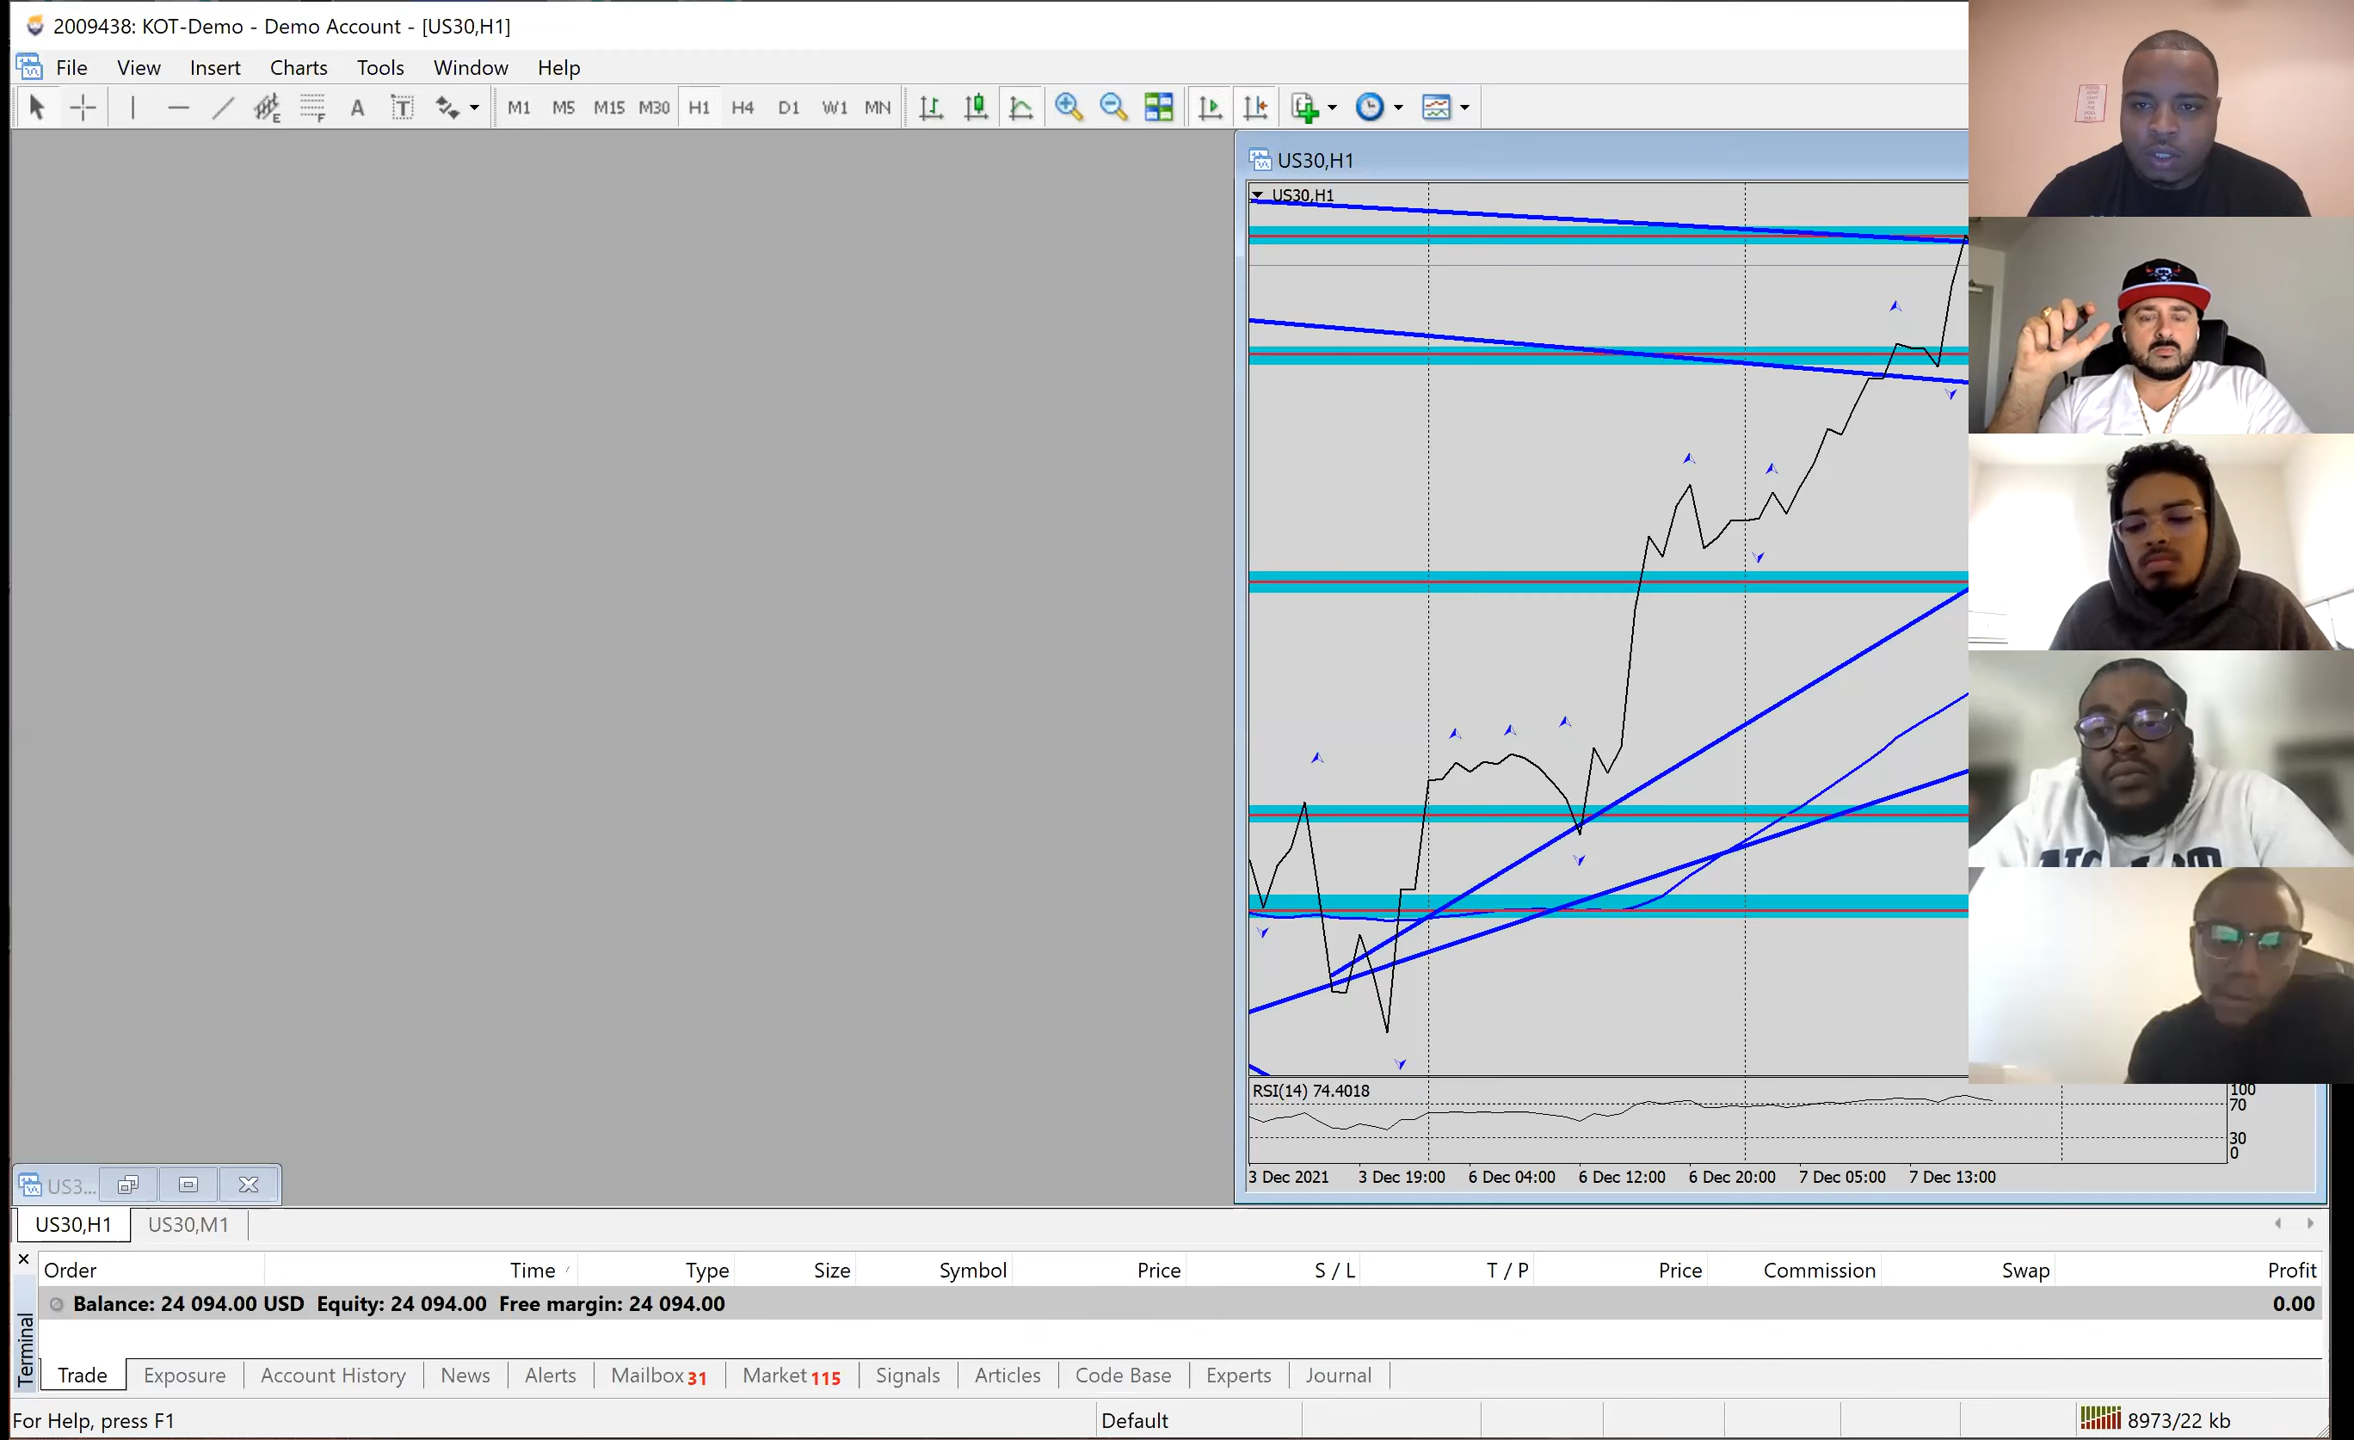 2009438: KOT-Demo - Demo Account - [US30,H1]
File View Insert Charts Tools Window Help
E F A T M1 M5 M15 M30 H1 H4 D1 W1 MN
US30,H1
US30,H1
RSI(14) 74.4018
100
70
30
0
3 Dec 2021 3 Dec 19:00 6 Dec 04:00 6 Dec 12:00 6 Dec 20:00 7 Dec 05:00 7 Dec 13:00
US3...
US30,H1 US30,M1
Order Time Type Size Symbol Price S / L T / P Price Commission Swap Profit
Balance: 24 094.00 USD Equity: 24 094.00 Free margin: 24 094.00 0.00
Terminal
Trade Exposure Account History News Alerts Mailbox 31 Market 115 Signals Articles Code Base Experts Journal
For Help, press F1 Default 8973/22 kb